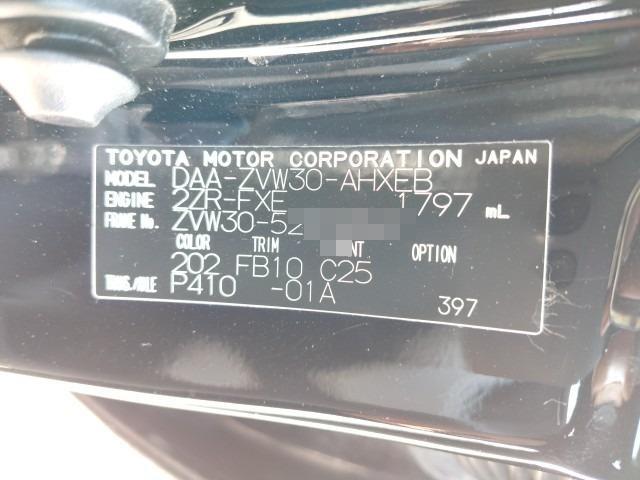 TOYOTA MOTOR CORPORATION JAPAN
MODEL DAA-ZVW30-AHXEB
ENGINE 2ZR-FXE 1797 mL
FRAME No. ZVW30-52
COLOR TRIM NT OPTION
202 FB10 C25
TRANS./AXLE P410 -01A 397